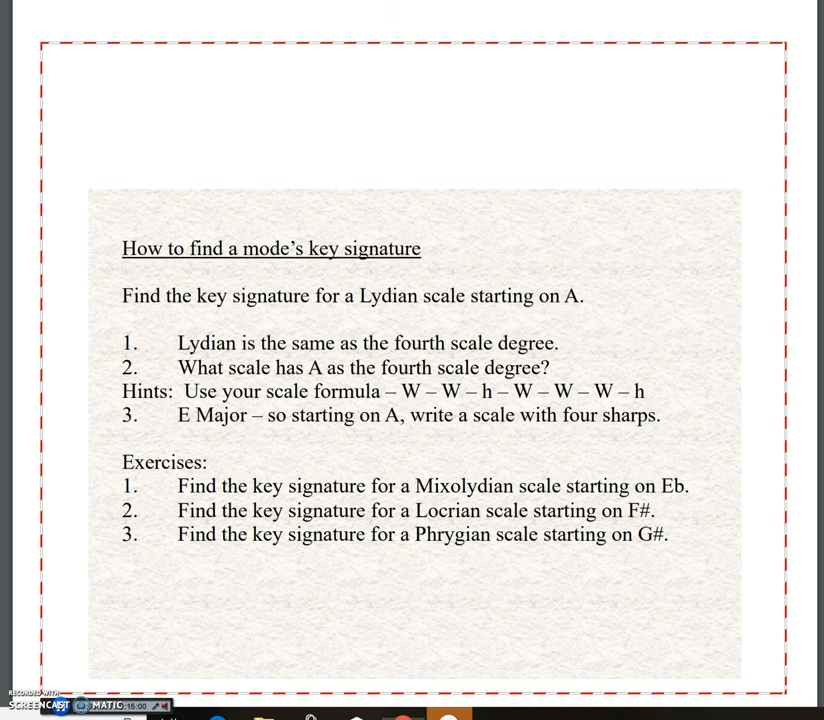 How to find a mode's key signature
Find the key signature for a Lydian scale starting on A.
1. Lydian is the same as the fourth scale degree.
2. What scale has A as the fourth scale degree?
Hints: Use your scale formula – W – W – h – W – W – W – h
3. E Major – so starting on A, write a scale with four sharps.
Exercises:
1. Find the key signature for a Mixolydian scale starting on Eb.
2. Find the key signature for a Locrian scale starting on F#.
3. Find the key signature for a Phrygian scale starting on G#.
RECORDED WITH
SCREENCAST MATIC 15:00